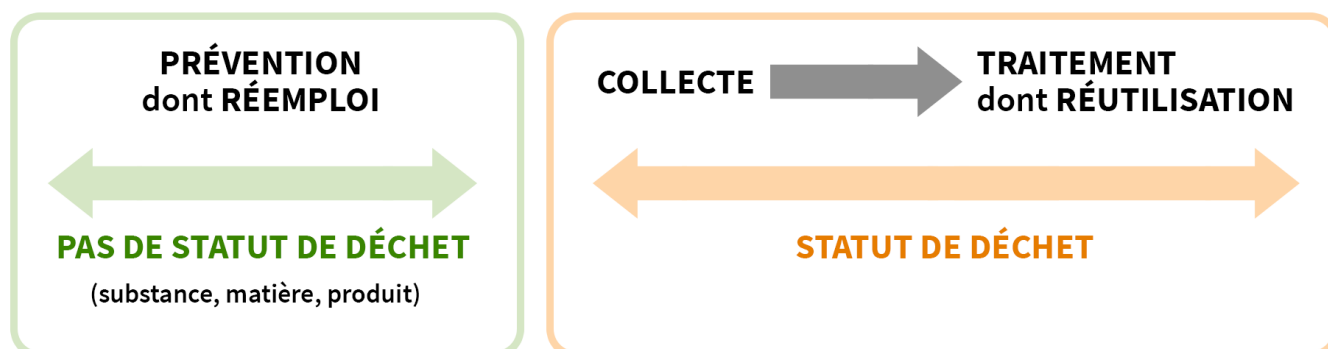 PRÉVENTION
dont RÉEMPLOI
PAS DE STATUT DE DÉCHET
(substance, matière, produit)
COLLECTE
TRAITEMENT
dont RÉUTILISATION
STATUT DE DÉCHET